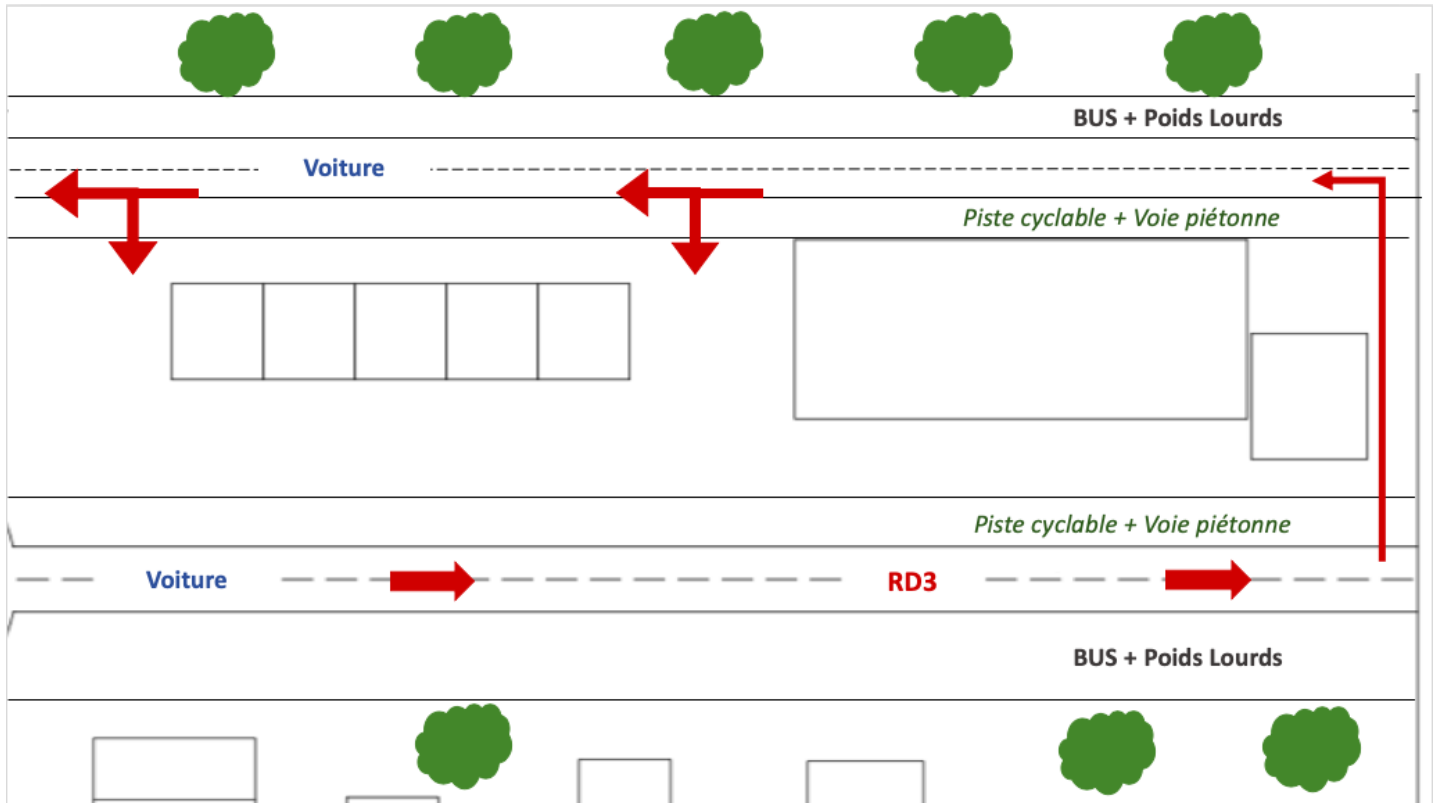 BUS + Poids Lourds
Voiture
Piste cyclable + Voie piétonne
Piste cyclable + Voie piétonne
Voiture
RD3
BUS + Poids Lourds